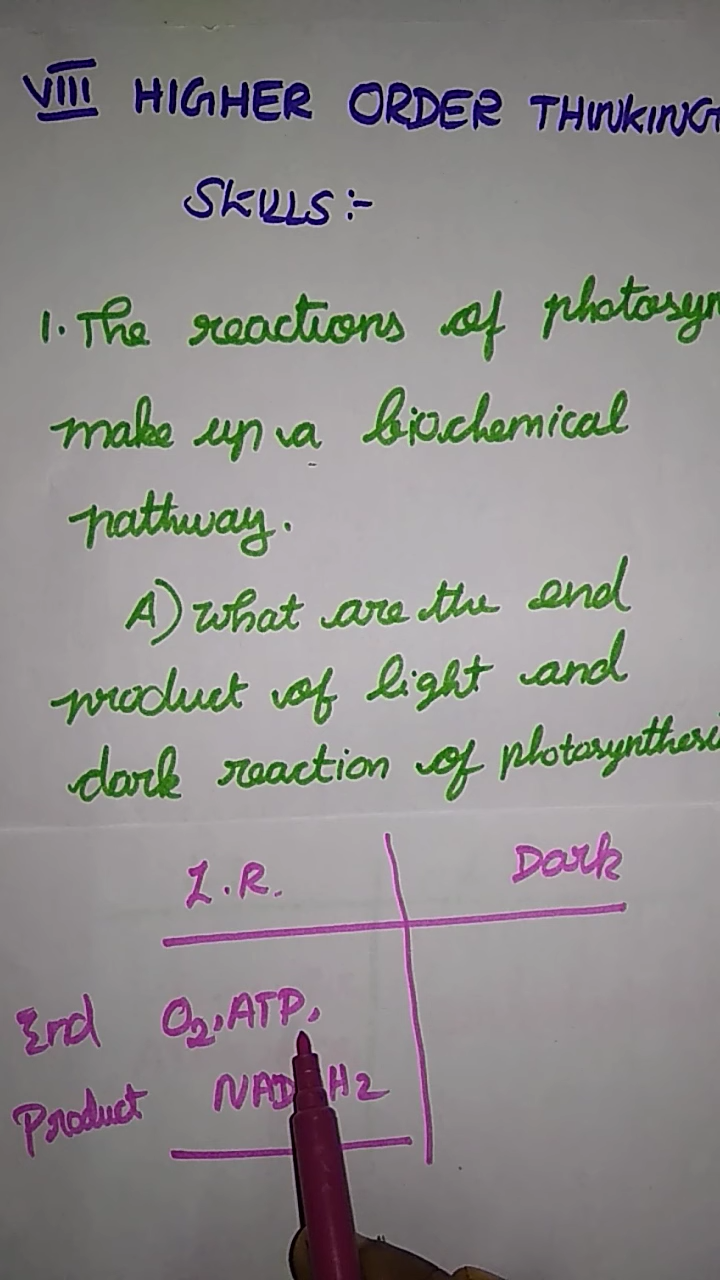 VIII HIGHER ORDER THINKING
SKILLS:-
1. The reactions of photosyn
make up a biochemical
pathway.
A) what are the end
product of light and
dark reaction of photosynthesi
L.R. Dark
End O2, ATP,
Product H2